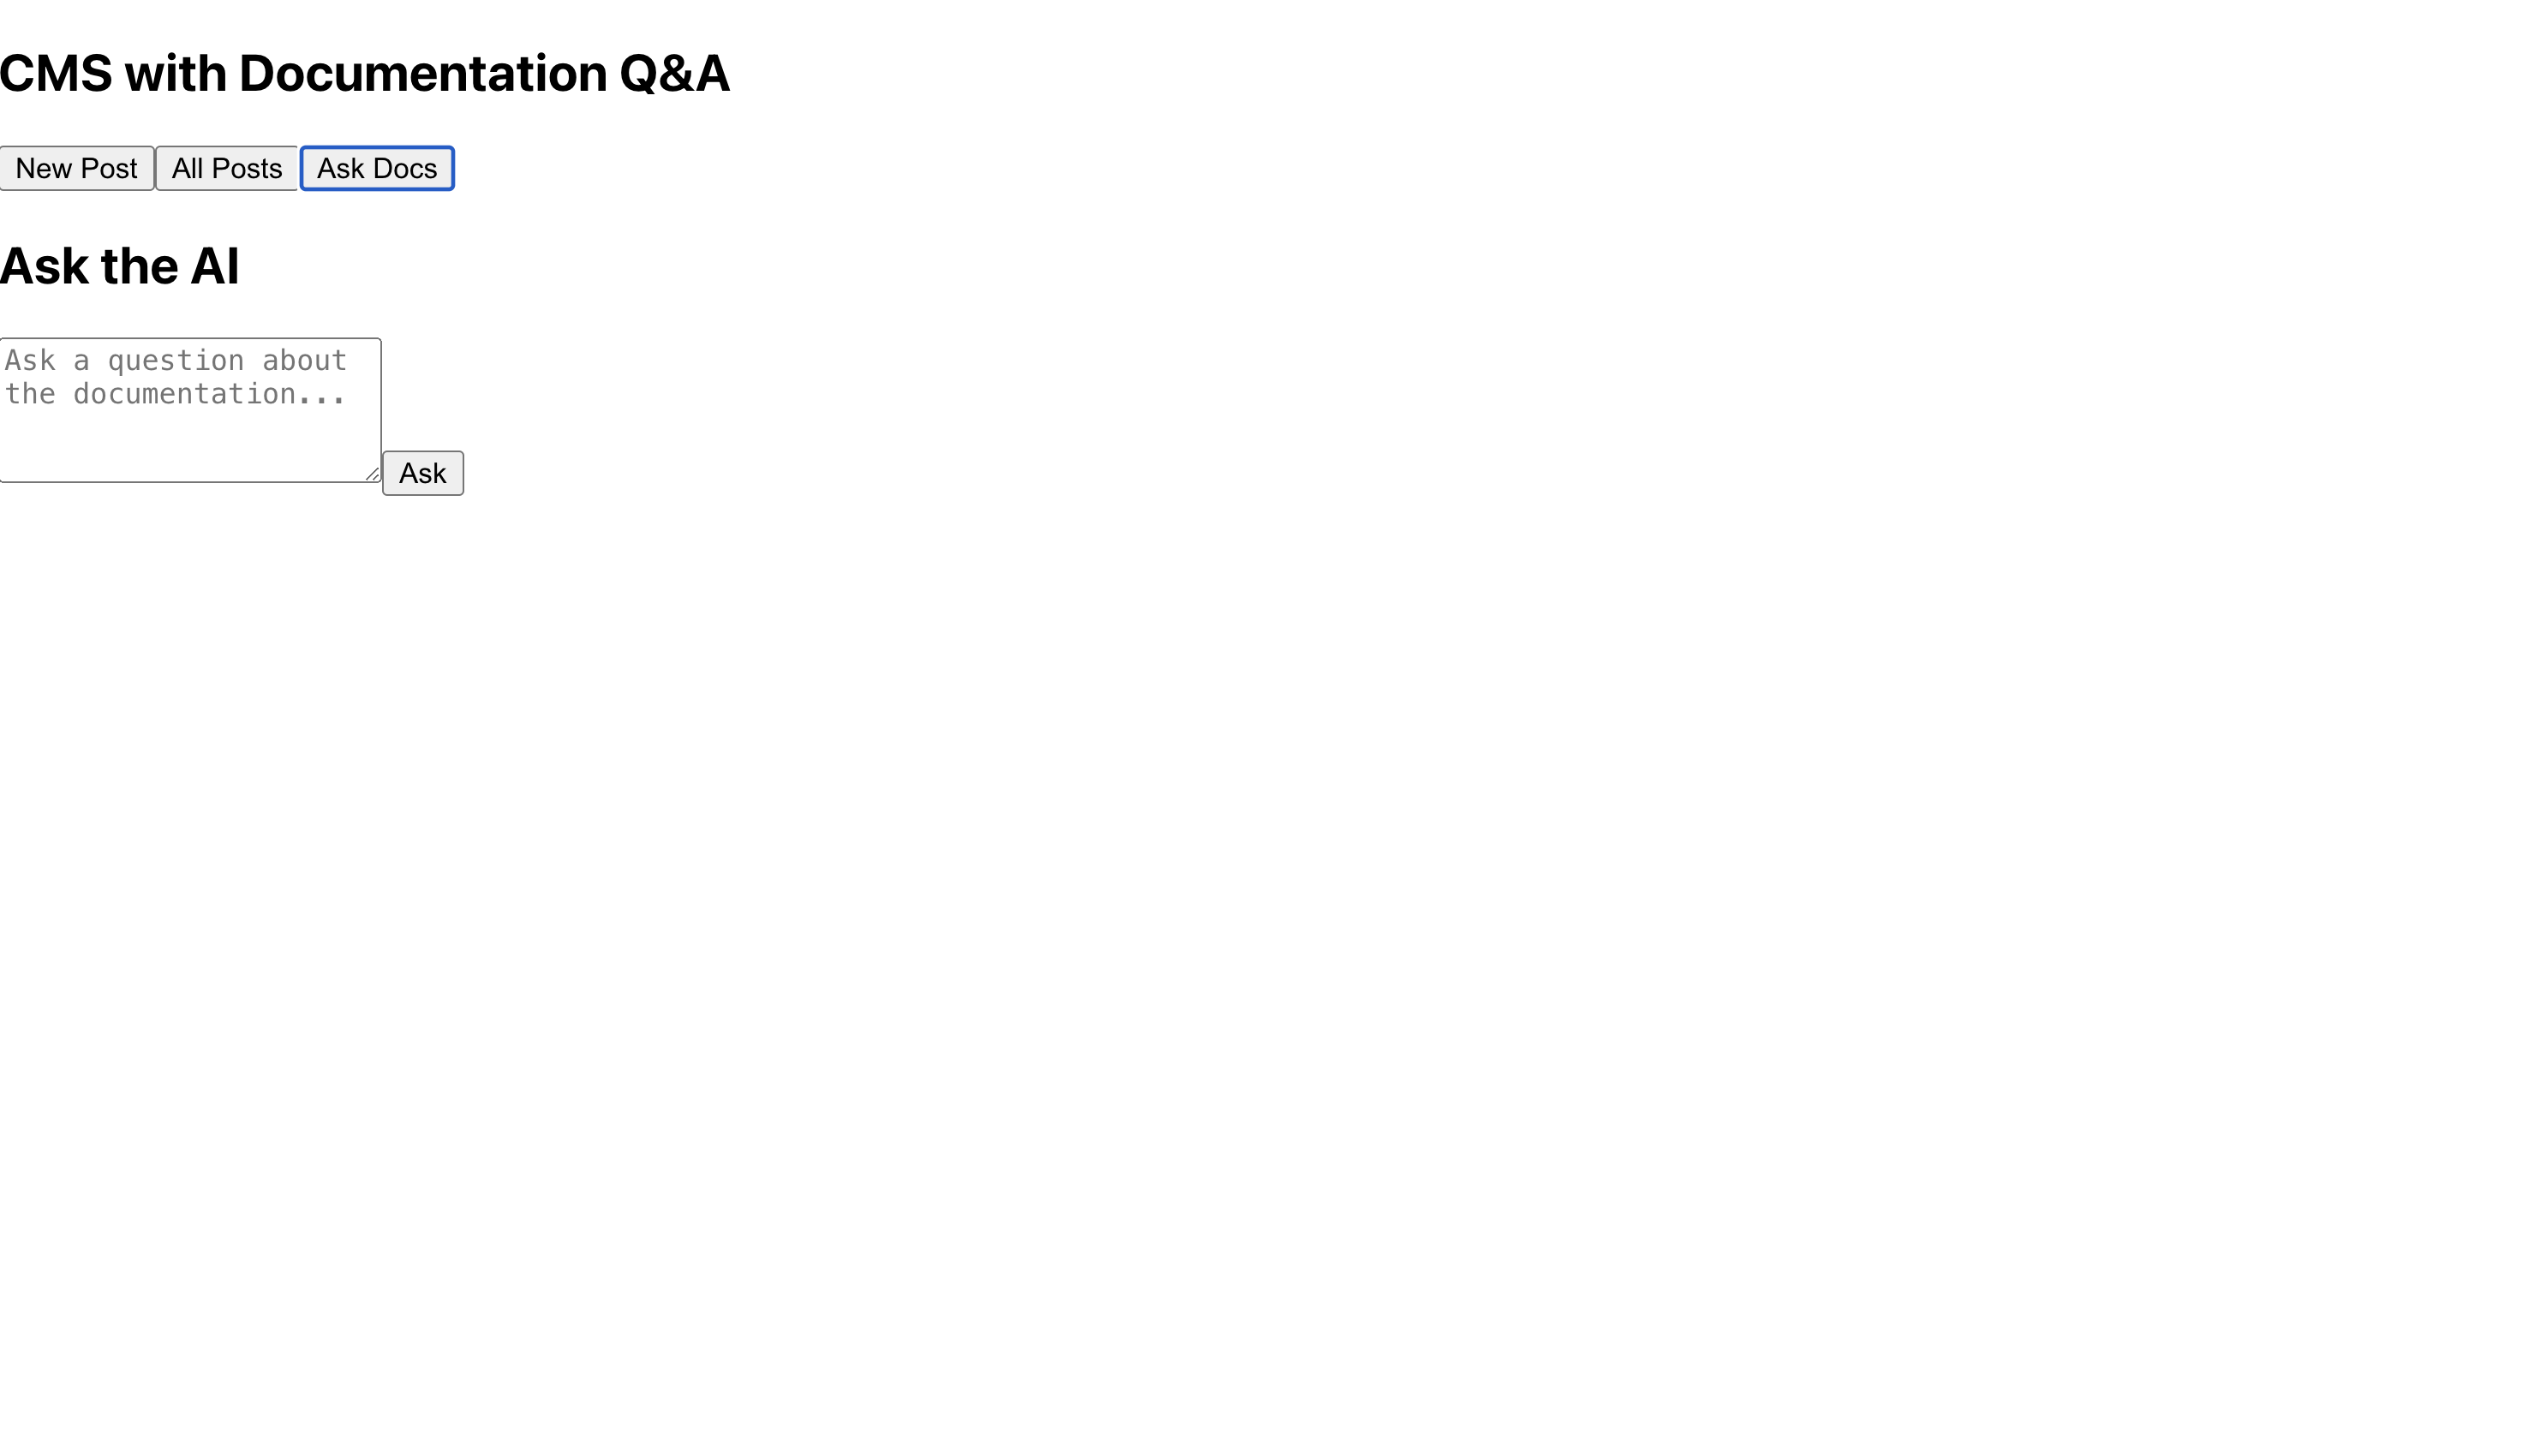 CMS with Documentation Q&A
New Post All Posts Ask Docs
Ask the AI
Ask a question about
the documentation...
Ask